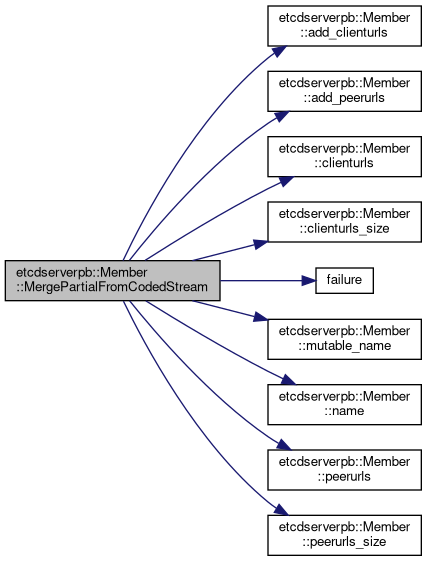 etcdserverpb::Member
::MergePartialFromCodedStream
etcdserverpb::Member
::add_clienturls
etcdserverpb::Member
::add_peerurls
etcdserverpb::Member
::clienturls
etcdserverpb::Member
::clienturls_size
failure
etcdserverpb::Member
::mutable_name
etcdserverpb::Member
::name
etcdserverpb::Member
::peerurls
etcdserverpb::Member
::peerurls_size